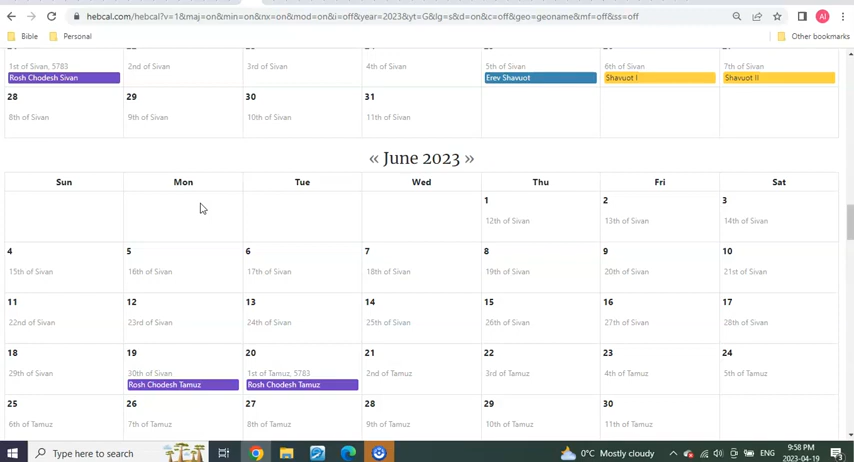 hebcal.com/hebcal?v=1&maj=on&min=on&nx=on&mod=on&i=off&year=2023&yt=G&lg=s&d=on&c=off&geo=geoname&mf=off&ss=off
AI
Bible
Personal
Other bookmarks
1st of Sivan, 5783
2nd of Sivan
3rd of Sivan
4th of Sivan
5th of Sivan
6th of Sivan
7th of Sivan
Rosh Chodesh Sivan
Erev Shavuot
Shavuot I
Shavuot II
28
29
30
31
8th of Sivan
9th of Sivan
10th of Sivan
11th of Sivan
« June 2023 »
Sun
Mon
Tue
Wed
Thu
Fri
Sat
1
2
3
12th of Sivan
13th of Sivan
14th of Sivan
4
5
6
7
8
9
10
15th of Sivan
16th of Sivan
17th of Sivan
18th of Sivan
19th of Sivan
20th of Sivan
21st of Sivan
11
12
13
14
15
16
17
22nd of Sivan
23rd of Sivan
24th of Sivan
25th of Sivan
26th of Sivan
27th of Sivan
28th of Sivan
18
19
20
21
22
23
24
29th of Sivan
30th of Sivan
1st of Tamuz, 5783
2nd of Tamuz
3rd of Tamuz
4th of Tamuz
5th of Tamuz
Rosh Chodesh Tamuz
Rosh Chodesh Tamuz
25
26
27
28
29
30
6th of Tamuz
7th of Tamuz
8th of Tamuz
9th of Tamuz
10th of Tamuz
11th of Tamuz
Type here to search
0°C Mostly cloudy
ENG
9:58 PM
2023-04-19
3